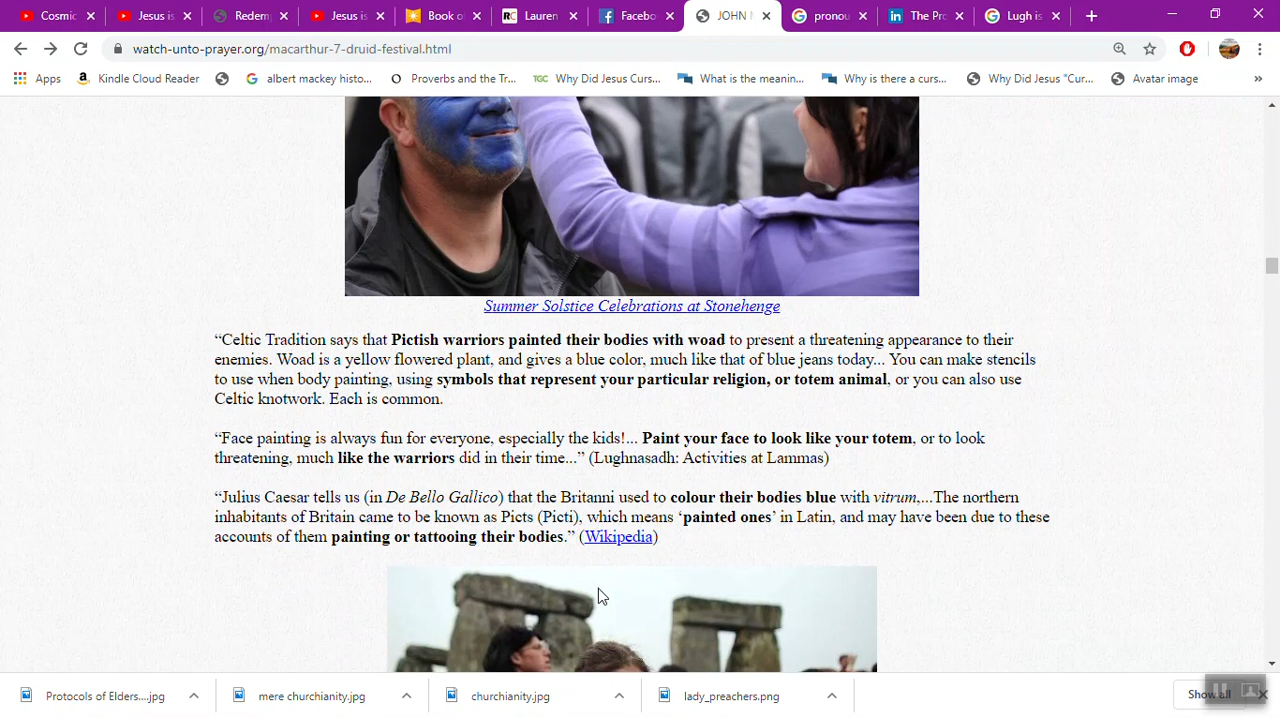 Cosmic
Jesus is
Redemp
Jesus is
Book o
Lauren
Facebo
JOHN
pronou
The Pro
Lugh is
watch-unto-prayer.org/macarthur-7-druid-festival.html
Apps
Kindle Cloud Reader
albert mackey histo...
Proverbs and the Tr...
TGC Why Did Jesus Curs...
What is the meanin...
Why is there a curs...
Why Did Jesus "Cur...
Avatar image
Summer Solstice Celebrations at Stonehenge
“Celtic Tradition says that Pictish warriors painted their bodies with woad to present a threatening appearance to their
enemies. Woad is a yellow flowered plant, and gives a blue color, much like that of blue jeans today... You can make stencils
to use when body painting, using symbols that represent your particular religion, or totem animal, or you can also use
Celtic knotwork. Each is common.
“Face painting is always fun for everyone, especially the kids!... Paint your face to look like your totem, or to look
threatening, much like the warriors did in their time...” (Lughnasadh: Activities at Lammas)
“Julius Caesar tells us (in De Bello Gallico) that the Britanni used to colour their bodies blue with vitrum,...The northern
inhabitants of Britain came to be known as Picts (Picti), which means ‘painted ones’ in Latin, and may have been due to these
accounts of them painting or tattooing their bodies.” (Wikipedia)
Protocols of Elders....jpg
mere churchianity.jpg
churchianity.jpg
lady_preachers.png
Show all